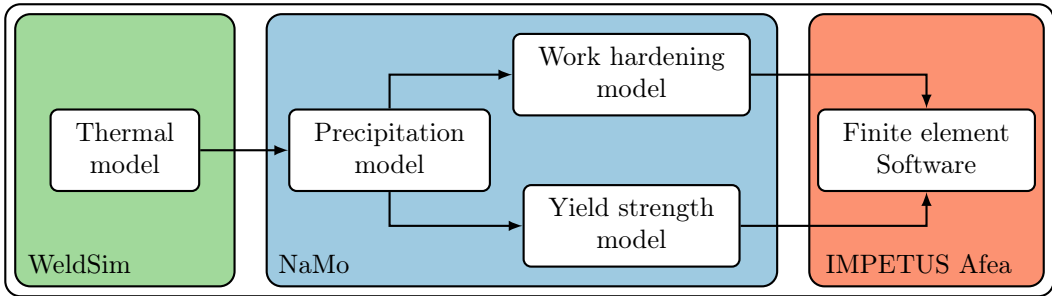 Thermal
model
WeldSim
Precipitation
model
Work hardening
model
Yield strength
model
NaMo
Finite element
Software
IMPETUS Afea